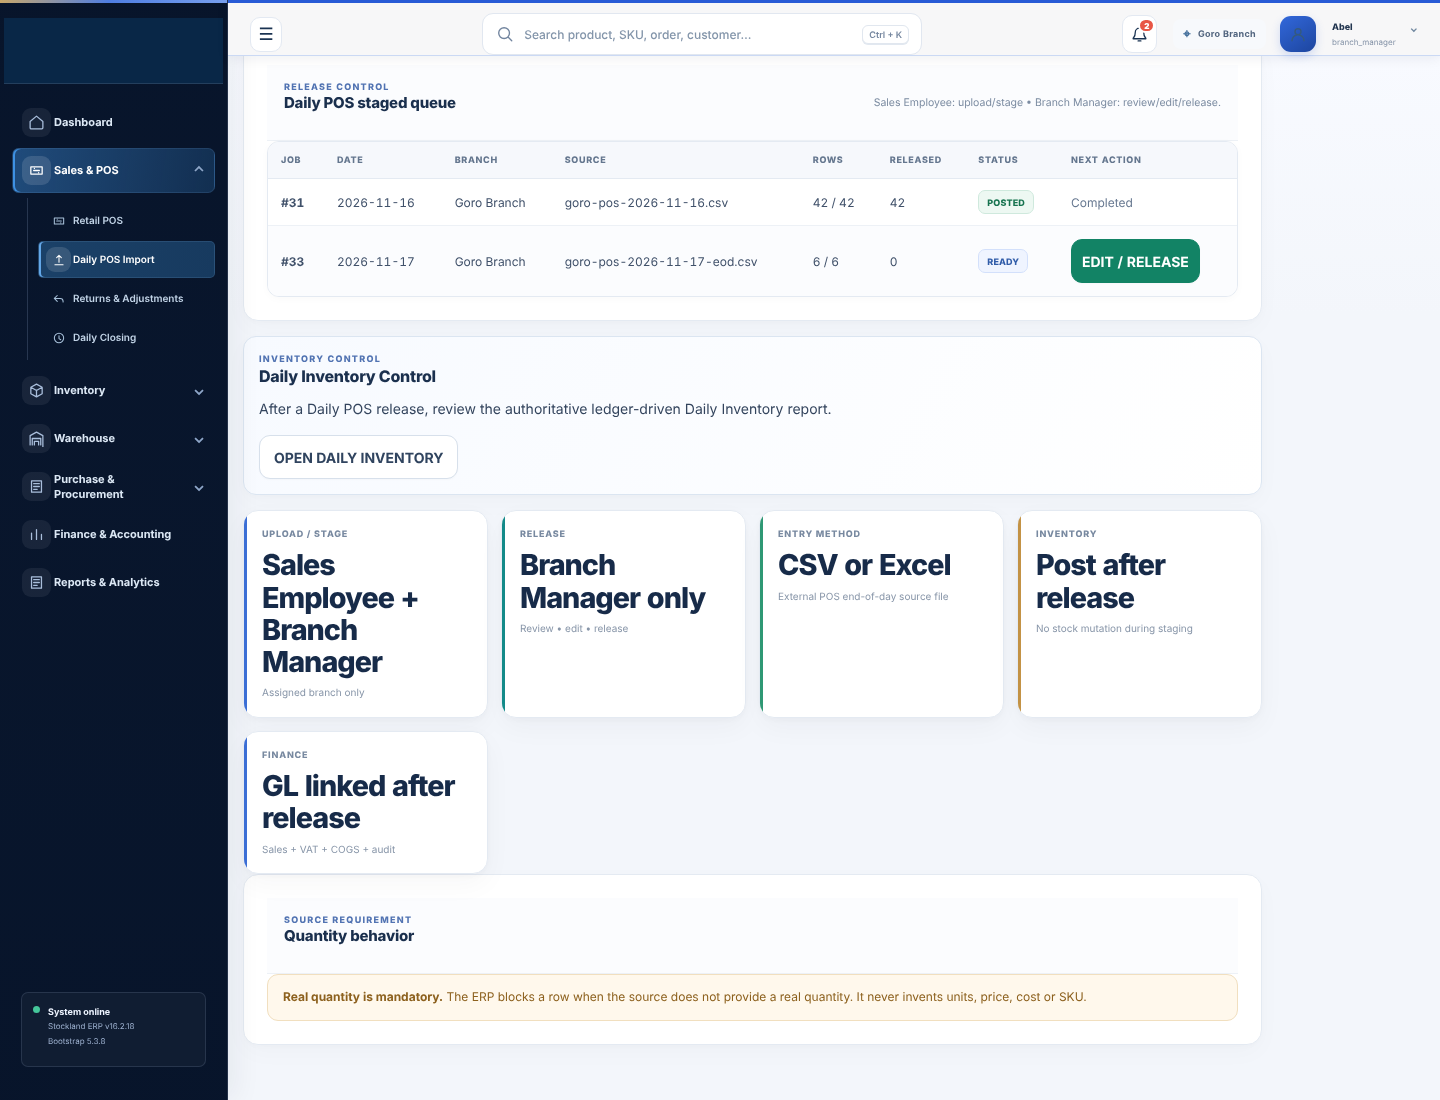 ☰
Search product, SKU, order, customer...
Ctrl + K
2
Goro Branch
Abel
branch_manager
Dashboard
Sales & POS
Retail POS
Daily POS Import
Returns & Adjustments
Daily Closing
Inventory
Warehouse
Purchase &
Procurement
Finance & Accounting
Reports & Analytics
System online
Stockland ERP v16.2.18
Bootstrap 5.3.8
RELEASE CONTROL
Daily POS staged queue
Sales Employee: upload/stage • Branch Manager: review/edit/release.
JOB DATE BRANCH SOURCE ROWS RELEASED STATUS NEXT ACTION
#31 2026-11-16 Goro Branch goro-pos-2026-11-16.csv 42 / 42 42 POSTED Completed
#33 2026-11-17 Goro Branch goro-pos-2026-11-17-eod.csv 6 / 6 0 READY EDIT / RELEASE
INVENTORY CONTROL
Daily Inventory Control
After a Daily POS release, review the authoritative ledger-driven Daily Inventory report.
OPEN DAILY INVENTORY
UPLOAD / STAGE
Sales
Employee +
Branch
Manager
Assigned branch only
RELEASE
Branch
Manager only
Review • edit • release
ENTRY METHOD
CSV or Excel
External POS end-of-day source file
INVENTORY
Post after
release
No stock mutation during staging
FINANCE
GL linked after
release
Sales + VAT + COGS + audit
SOURCE REQUIREMENT
Quantity behavior
Real quantity is mandatory. The ERP blocks a row when the source does not provide a real quantity. It never invents units, price, cost or SKU.